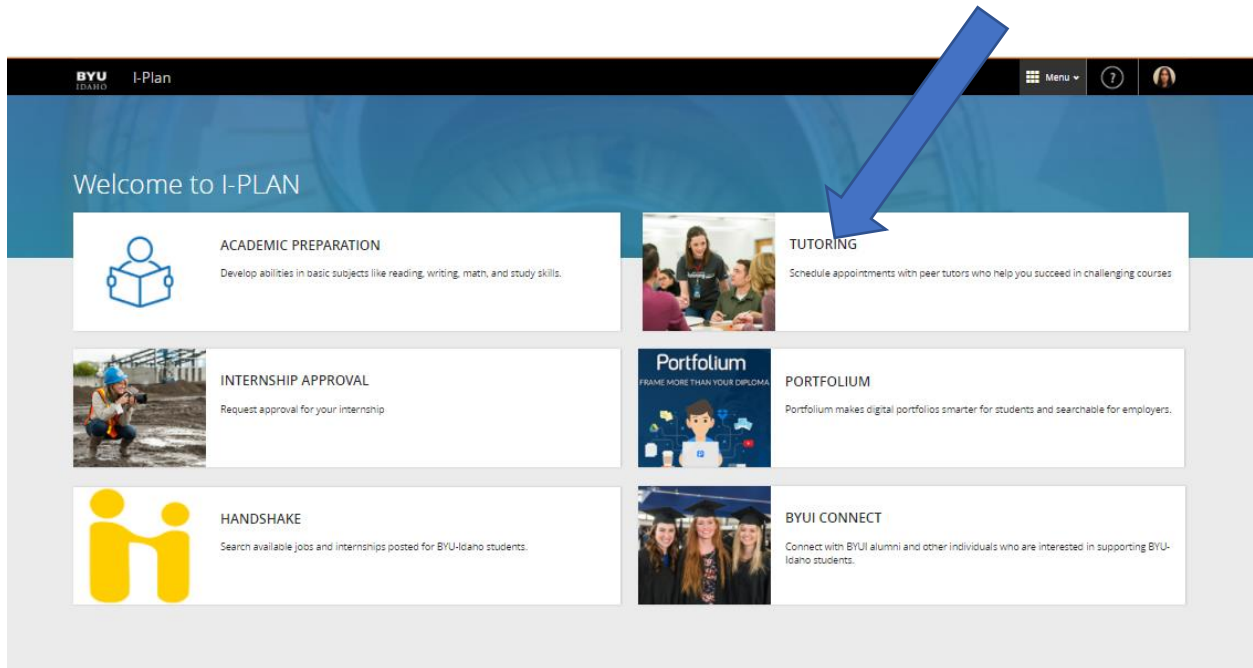 BYU
IDAHO
I-Plan
Menu
?
Welcome to I-PLAN
ACADEMIC PREPARATION
Develop abilities in basic subjects like reading, writing, math, and study skills.
TUTORING
Schedule appointments with peer tutors who help you succeed in challenging courses
INTERNSHIP APPROVAL
Request approval for your internship
Portfolium
FRAME MORE THAN YOUR DIPLOMA
PORTFOLIUM
Portfolium makes digital portfolios smarter for students and searchable for employers.
HANDSHAKE
Search available jobs and internships posted for BYU-Idaho students.
BYUI CONNECT
Connect with BYUI alumni and other individuals who are interested in supporting BYU-
Idaho students.